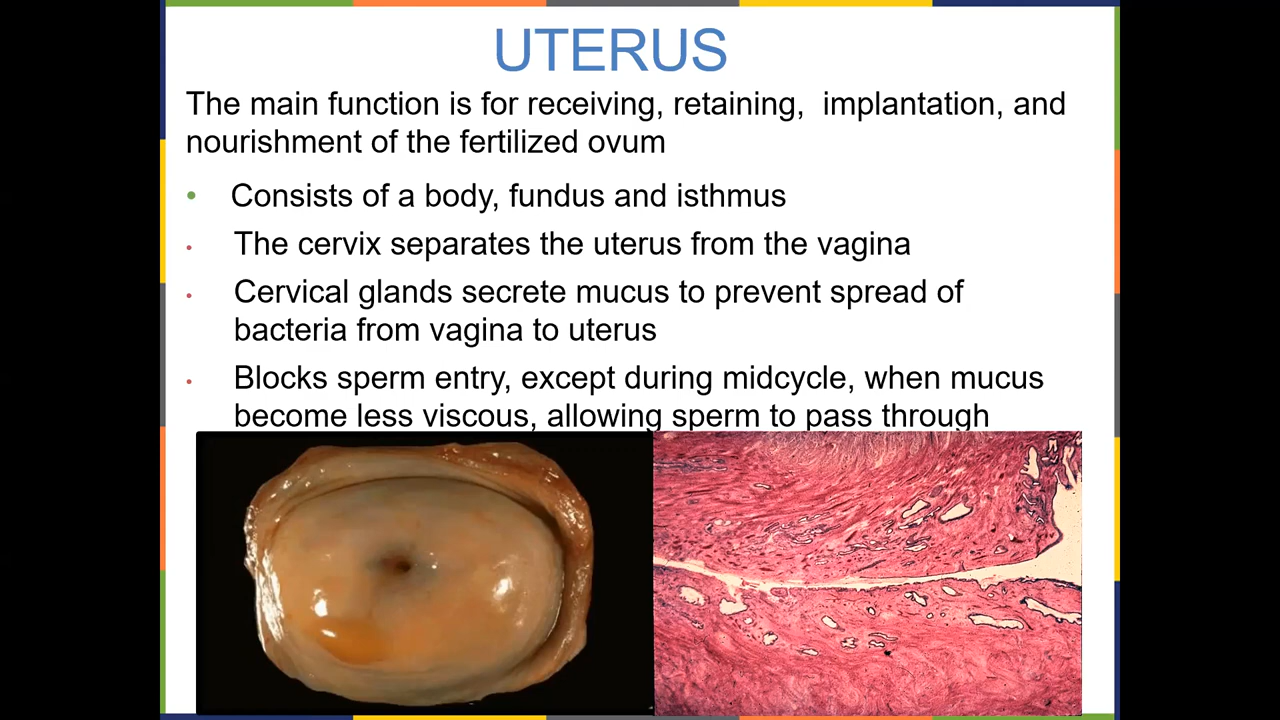 UTERUS
The main function is for receiving, retaining,  implantation, and
nourishment of the fertilized ovum
• Consists of a body, fundus and isthmus
• The cervix separates the uterus from the vagina
• Cervical glands secrete mucus to prevent spread of
bacteria from vagina to uterus
• Blocks sperm entry, except during midcycle, when mucus
become less viscous, allowing sperm to pass through